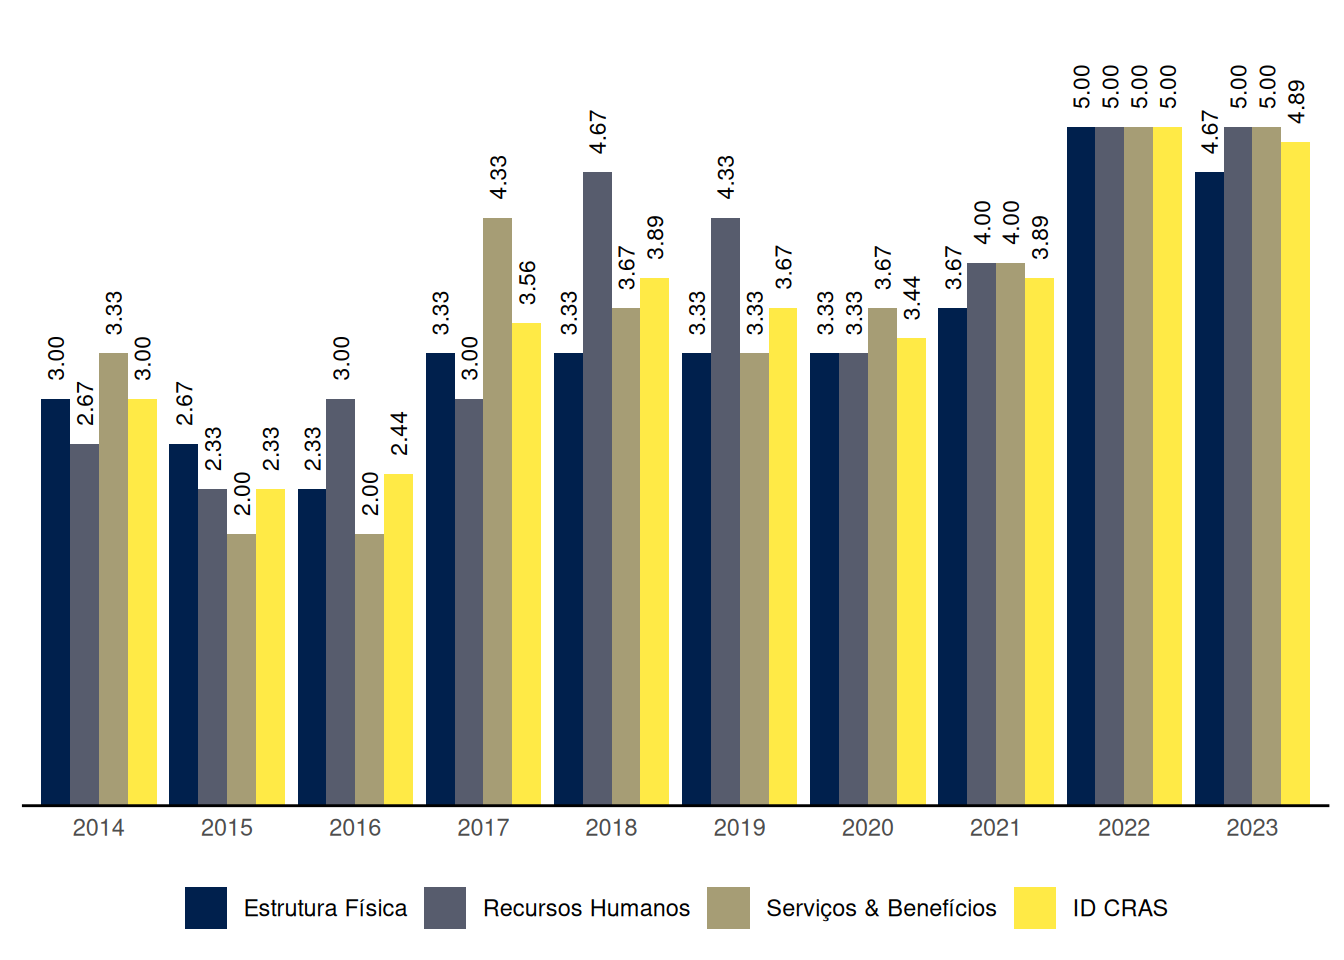 3.00 2.67 3.33 3.00
2.67 2.33 2.00 2.33
2.33 3.00 2.00 2.44
3.33 3.00 4.33 3.56
3.33 4.67 3.67 3.89
3.33 4.33 3.33 3.67
3.33 3.33 3.67 3.44
3.67 4.00 4.00 3.89
5.00 5.00 5.00 5.00
4.67 5.00 5.00 4.89
2014 2015 2016 2017 2018 2019 2020 2021 2022 2023
Estrutura Física Recursos Humanos Serviços & Benefícios ID CRAS